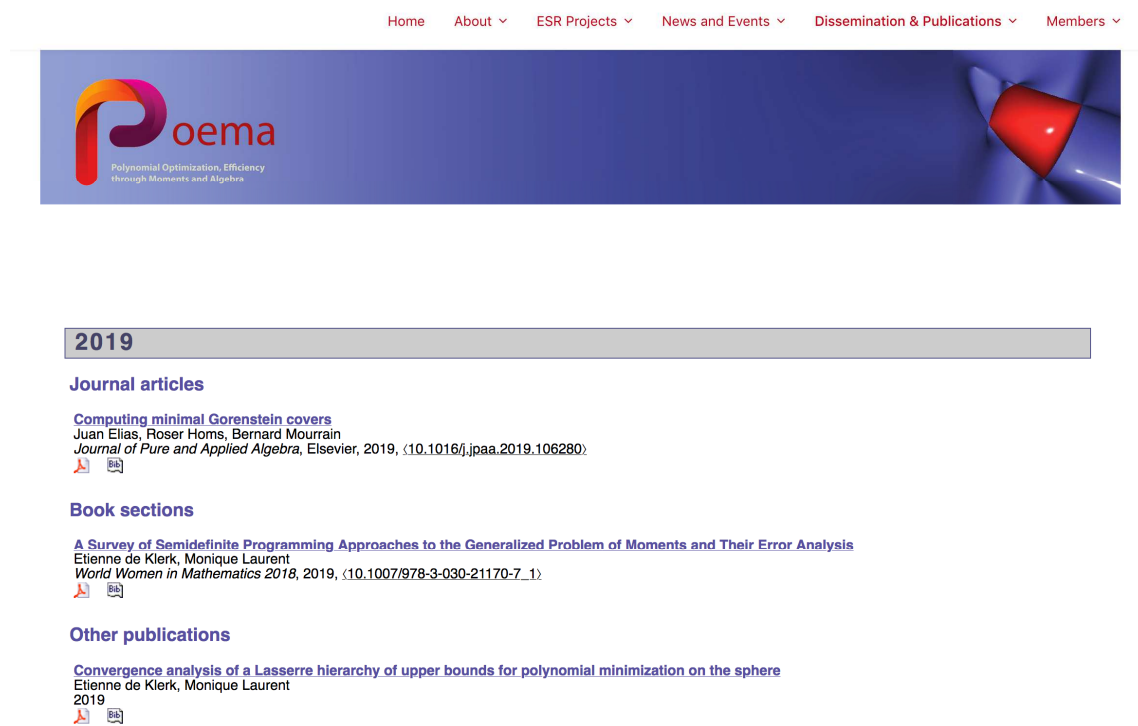 Home About ESR Projects News and Events Dissemination & Publications Members
Poema
Polynomial Optimization, Efficiency
through Moments and Algebra
2019
Journal articles
Computing minimal Gorenstein covers
Juan Elias, Roser Homs, Bernard Mourrain
Journal of Pure and Applied Algebra, Elsevier, 2019, ⟨10.1016/j.jpaa.2019.106280⟩
Bib
Book sections
A Survey of Semidefinite Programming Approaches to the Generalized Problem of Moments and Their Error Analysis
Etienne de Klerk, Monique Laurent
World Women in Mathematics 2018, 2019, ⟨10.1007/978-3-030-21170-7_1⟩
Bib
Other publications
Convergence analysis of a Lasserre hierarchy of upper bounds for polynomial minimization on the sphere
Etienne de Klerk, Monique Laurent
2019
Bib